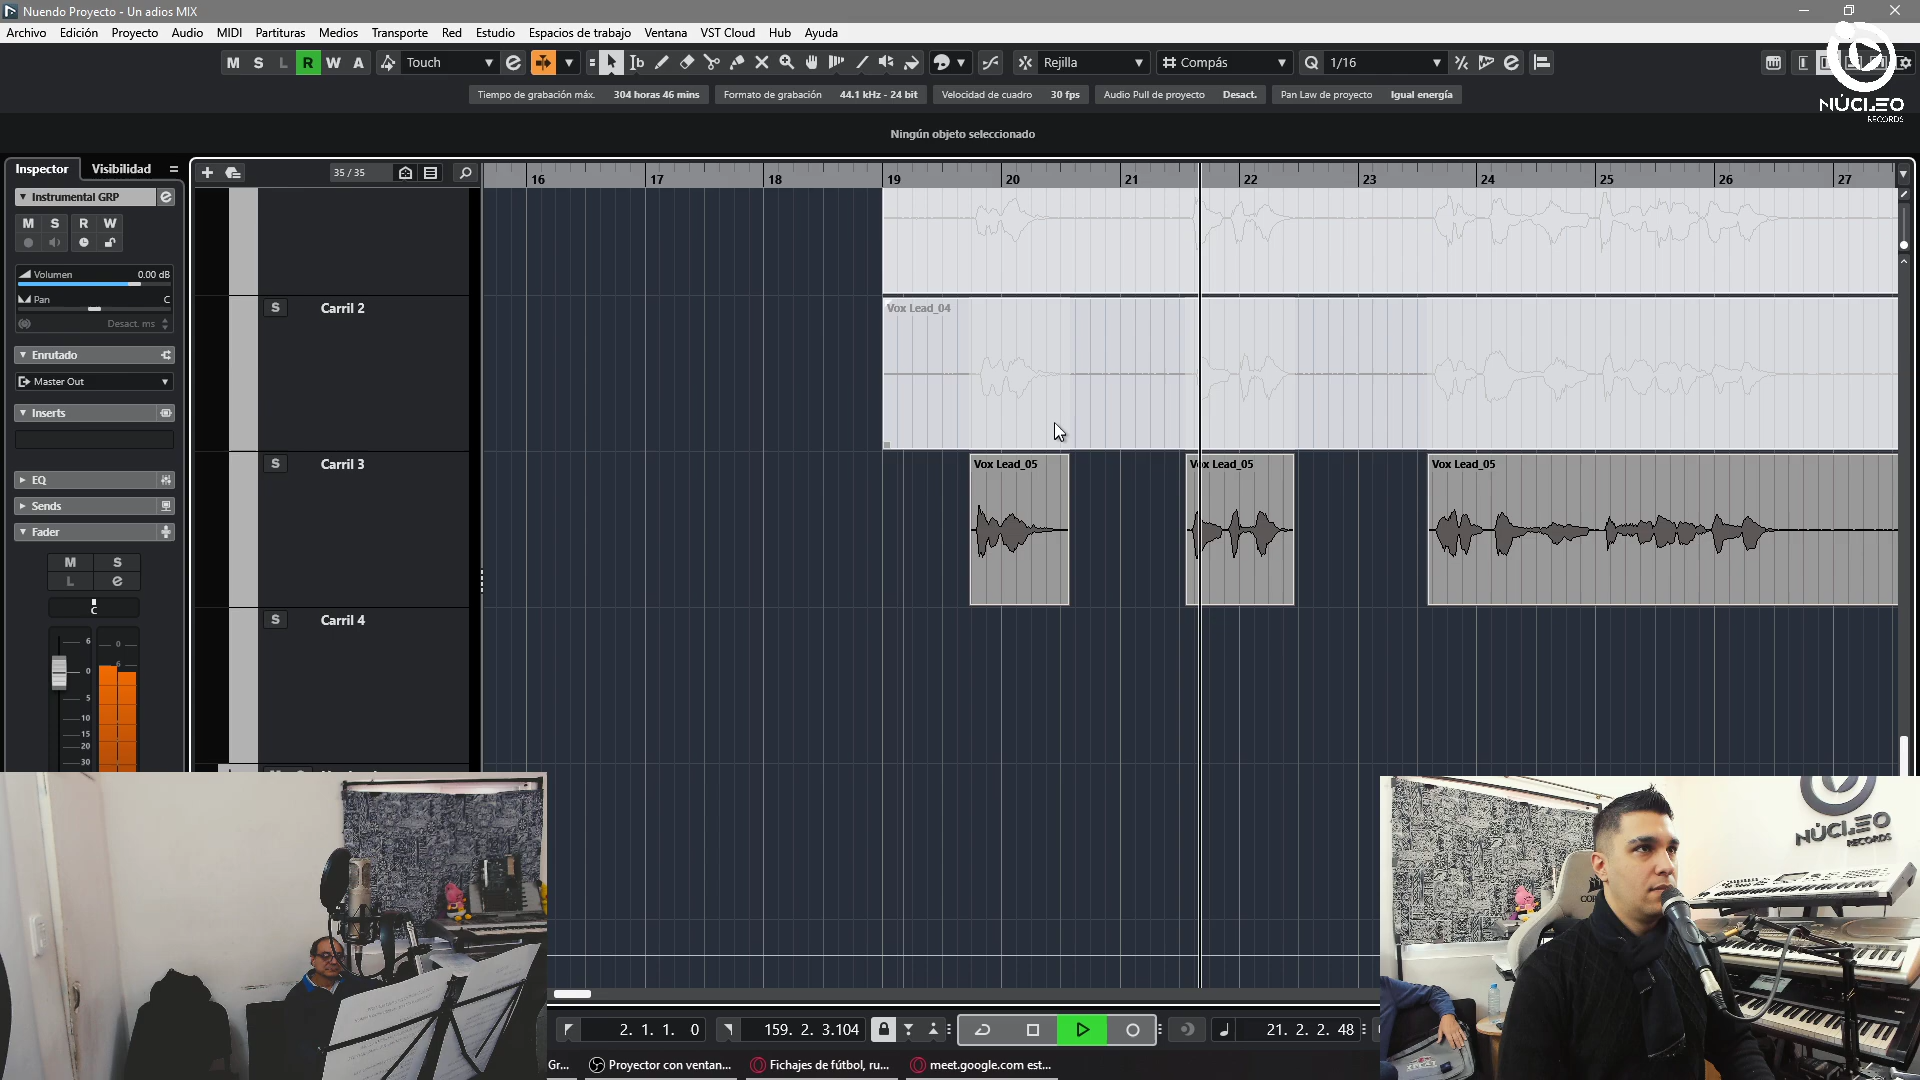 Nuendo Proyecto - Un adios MIX
Archivo Edición Proyecto Audio MIDI Partituras Medios Transporte Red Estudio Espacios de trabajo Ventana VST Cloud Hub Ayuda
M S L R W A Touch Rejilla Compás Q 1/16
Tiempo de grabación máx. 304 horas 46 mins Formato de grabación 44.1 kHz - 24 bit Velocidad de cuadro 30 fps Audio Pull de proyecto Desact. Pan Law de proyecto Igual energía
NÚCLEO
RECORDS
Ningún objeto seleccionado
Inspector Visibilidad
35 / 35
16 17 18 19 20 21 22 23 24 25 26 27
Instrumental GRP
M S R W
Volumen 0.00 dB
Pan C
Desact. ms
Enrutado
Master Out
Inserts
EQ
Sends
Fader
M S
L e
C
6 0
0 6
5
10
15
20
30
S Carril 2
Vox Lead_04
S Carril 3
Vox Lead_05 Vox Lead_05 Vox Lead_05
S Carril 4
NÚCLEO
RECORDS
2. 1. 1. 0 159. 2. 3.104 21. 2. 2. 48
Gr... Proyector con ventan... Fichajes de fútbol, ru... meet.google.com est...